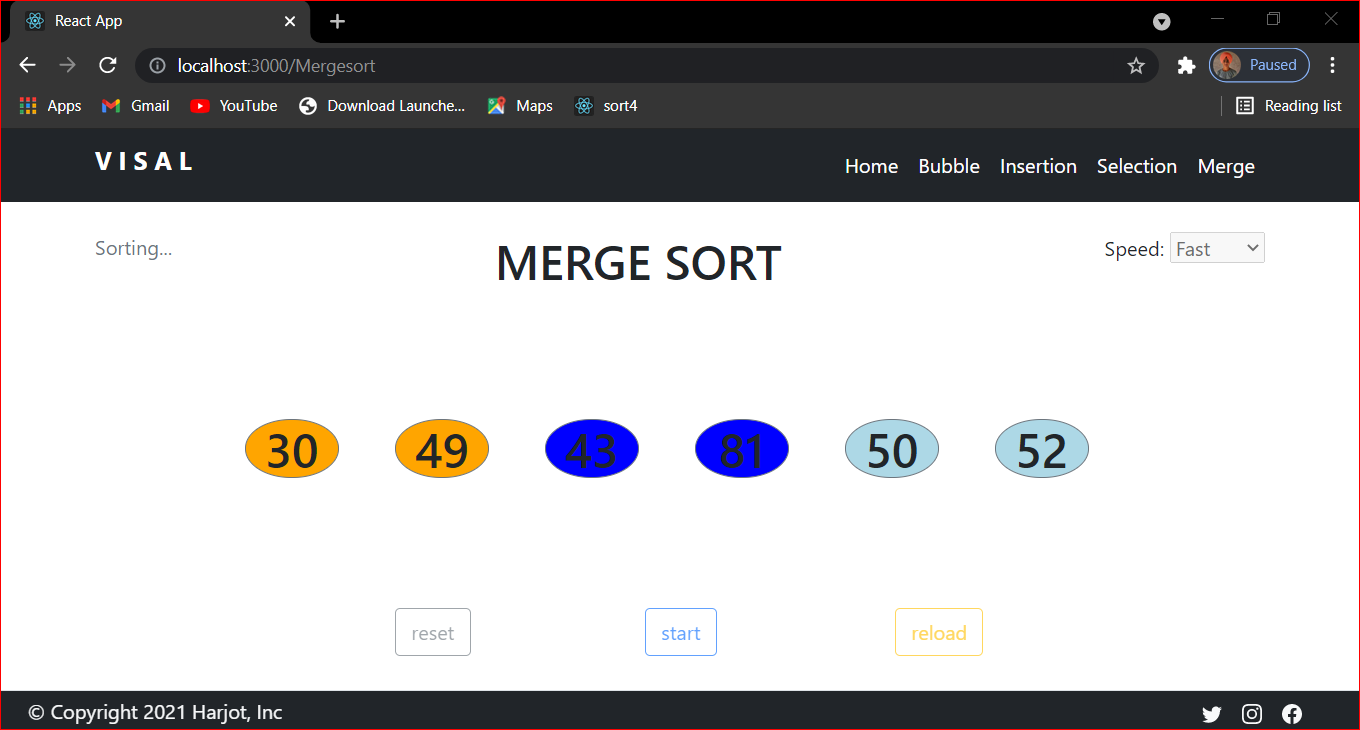 React App
localhost:3000/Mergesort
Paused
Apps Gmail YouTube Download Launche... Maps sort4 Reading list
VISAL Home Bubble Insertion Selection Merge
Sorting... MERGE SORT Speed: Fast
30 49 43 81 50 52
reset start reload
© Copyright 2021 Harjot, Inc